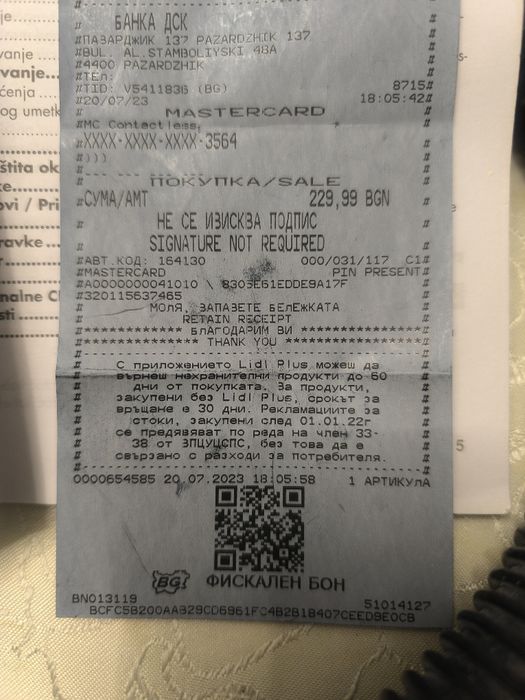 БАНКА ДСК
#ПАЗАРДЖИК 137 PAZARDZHIK 137
#BUL. AL.STAMBOLIYSKI 48A #
#4400 PAZARDZHIK #
#ТЕл: #
#TID: V5411836 (BG) 8715#
#20/07/23 18:05:42#
MASTERCARD #
#MC Contactless #
#XXXX-XXXX-XXXX-3564 #
#))) #
ПОКУПКА/SALE #
#СУМА/AMT 229,99 BGN #
# НЕ СЕ ИЗИСКВА ПОДПИС #
# SIGNATURE NOT REQUIRED #
#АВТ.КОД: 164130 000/031/117 C1#
#MASTERCARD PIN PRESENT#
#A0000000041010 \ 8305E61EDDE9A17F #
#320115637465 #
# МОЛЯ, ЗАПАЗЕТЕ БЕЛЕЖКАТА #
# RETAIN RECEIPT #
************ БЛАГОДАРИМ ВИ ****************
************** THANK YOU ****************
# С приложението Lidl Plus можеш да #
# върнеш нехранителни продукти до 60 #
# дни от покупката. За продукти, #
# закупени без Lidl Plus, срокът за #
# връщане е 30 дни. Рекламациите за #
# стоки, закупени след 01.01.22г #
# се предявяват по реда на член 33- #
# 38 от ЗПЦУЦСПС, без това да е #
# свързано с разходи за потребителя. #
0000654585 20.07.2023 18:05:58 1 АРТИКУлА
BG ФИСКАЛЕН БОН
BN013119 51014127
BCFC5B200AAB29CD6961FC4B2B1B407CEED9E0CB